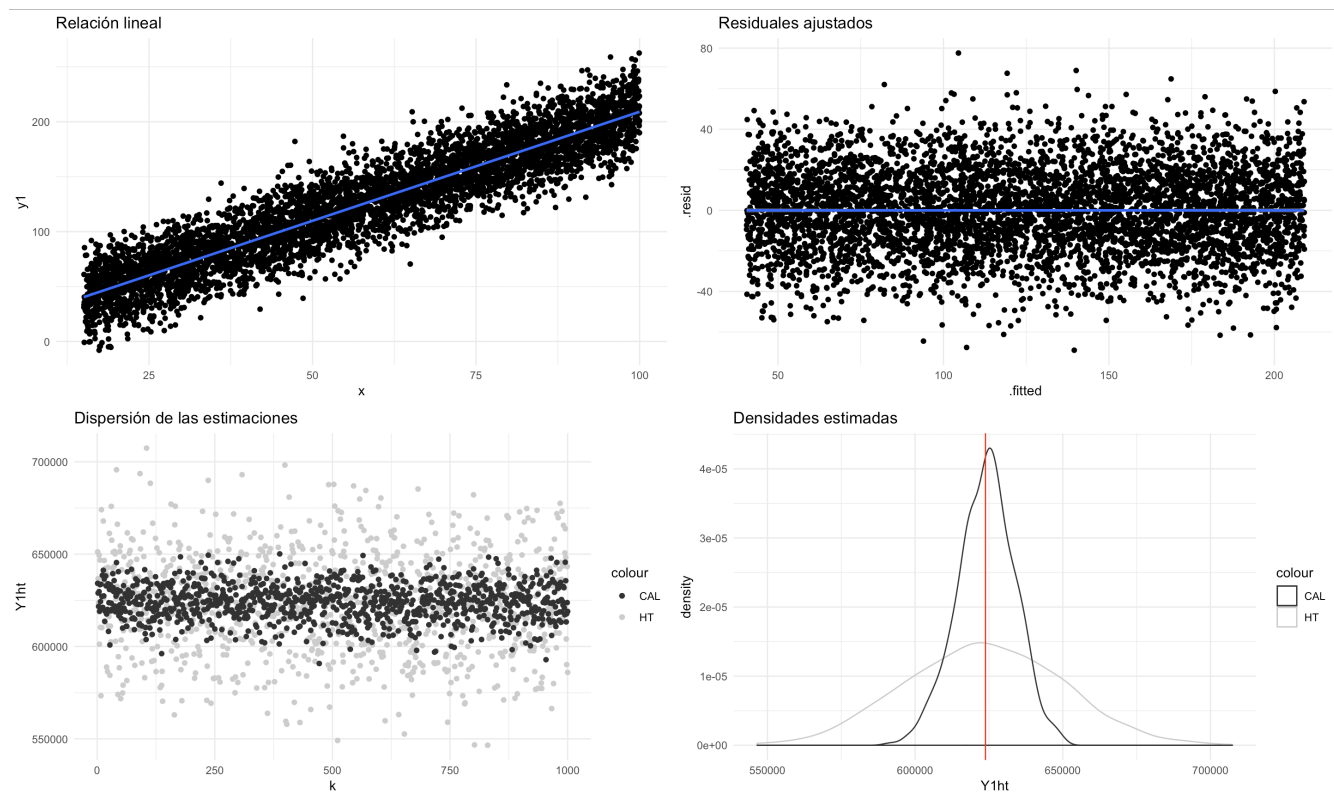 Relación lineal
y1
200
100
0
25
50
75
100
x
Residuales ajustados
.resid
80
40
0
-40
50
100
150
200
.fitted
Dispersión de las estimaciones
Y1ht
700000
650000
600000
550000
0
250
500
750
1000
k
colour
CAL
HT
Densidades estimadas
density
4e-05
3e-05
2e-05
1e-05
0e+00
550000
600000
650000
700000
Y1ht
colour
CAL
HT